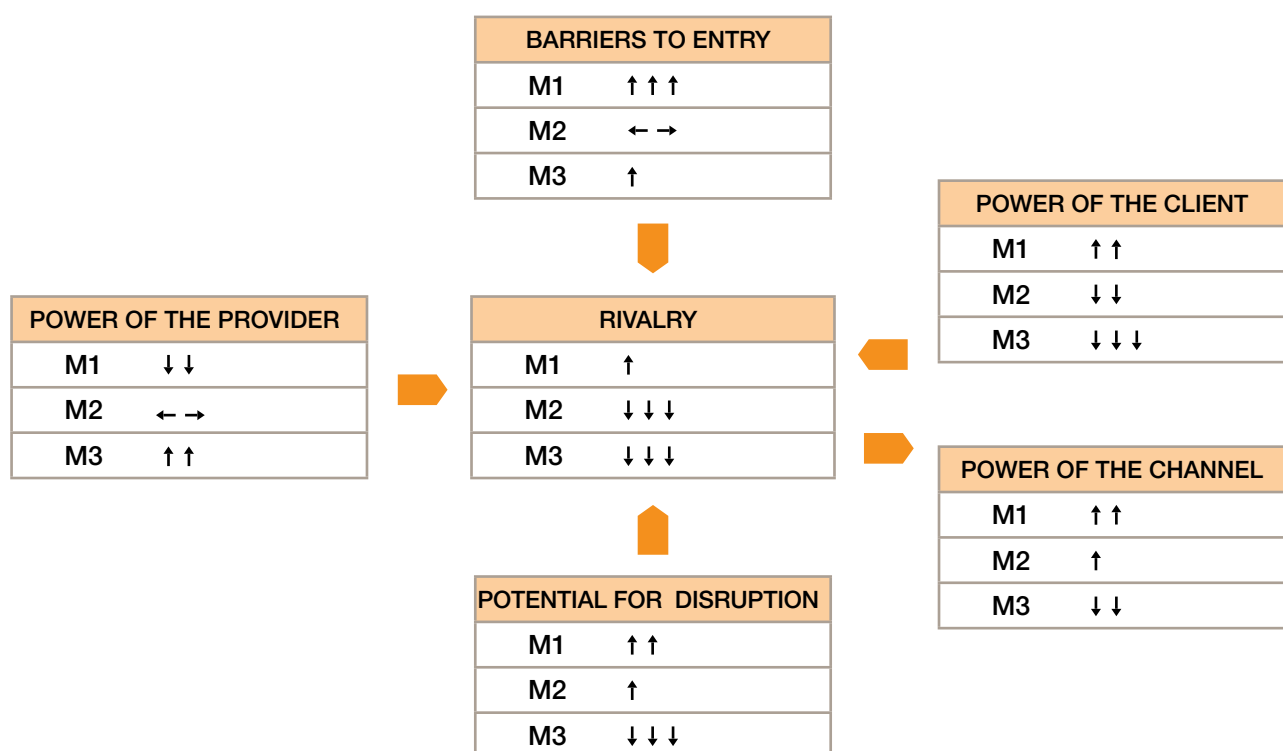 BARRIERS TO ENTRY
M1 ↑ ↑ ↑
M2 ← →
M3 ↑
POWER OF THE CLIENT
M1 ↑ ↑
M2 ↓ ↓
M3 ↓ ↓ ↓
POWER OF THE PROVIDER
M1 ↓ ↓
M2 ← →
M3 ↑ ↑
RIVALRY
M1 ↑
M2 ↓ ↓ ↓
M3 ↓ ↓ ↓
POWER OF THE CHANNEL
M1 ↑ ↑
M2 ↑
M3 ↓ ↓
POTENTIAL FOR DISRUPTION
M1 ↑ ↑
M2 ↑
M3 ↓ ↓ ↓